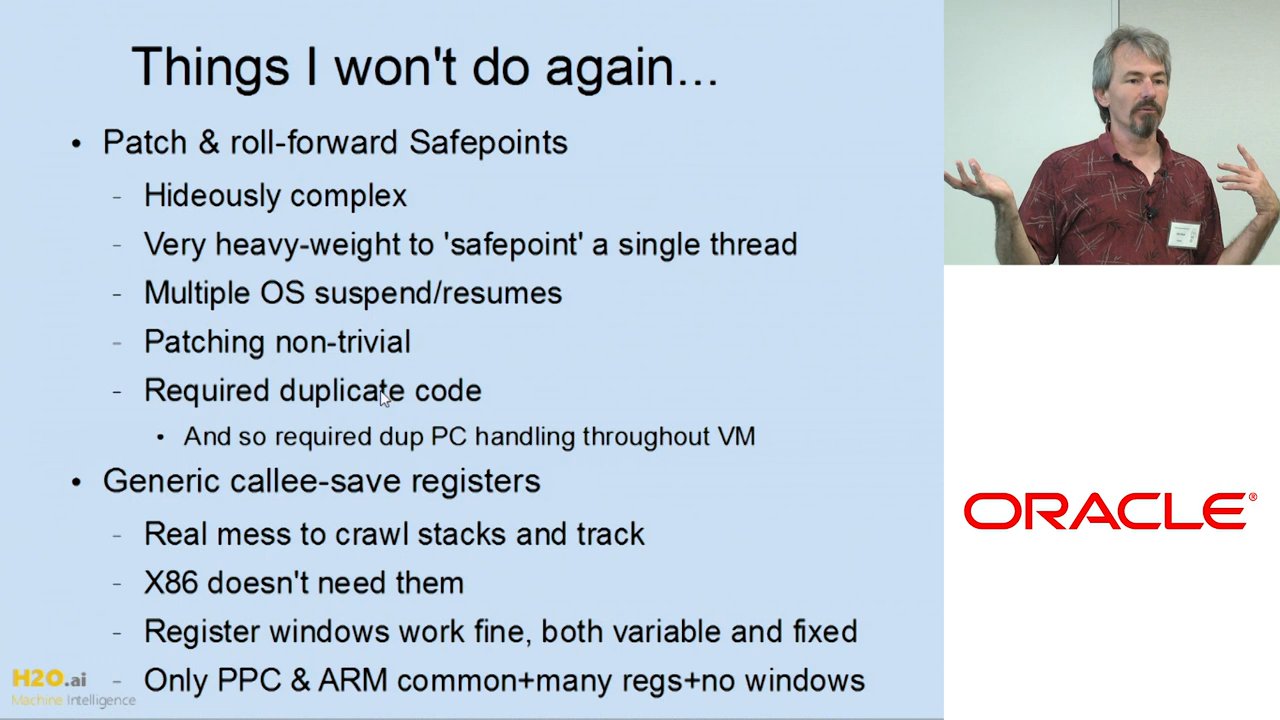 Things I won't do again...
• Patch & roll-forward Safepoints
- Hideously complex
- Very heavy-weight to 'safepoint' a single thread
- Multiple OS suspend/resumes
- Patching non-trivial
- Required duplicate code
• And so required dup PC handling throughout VM
• Generic callee-save registers
- Real mess to crawl stacks and track
- X86 doesn't need them
- Register windows work fine, both variable and fixed
- Only PPC & ARM common+many regs+no windows
H2O.ai
Machine Intelligence
ORACLE®